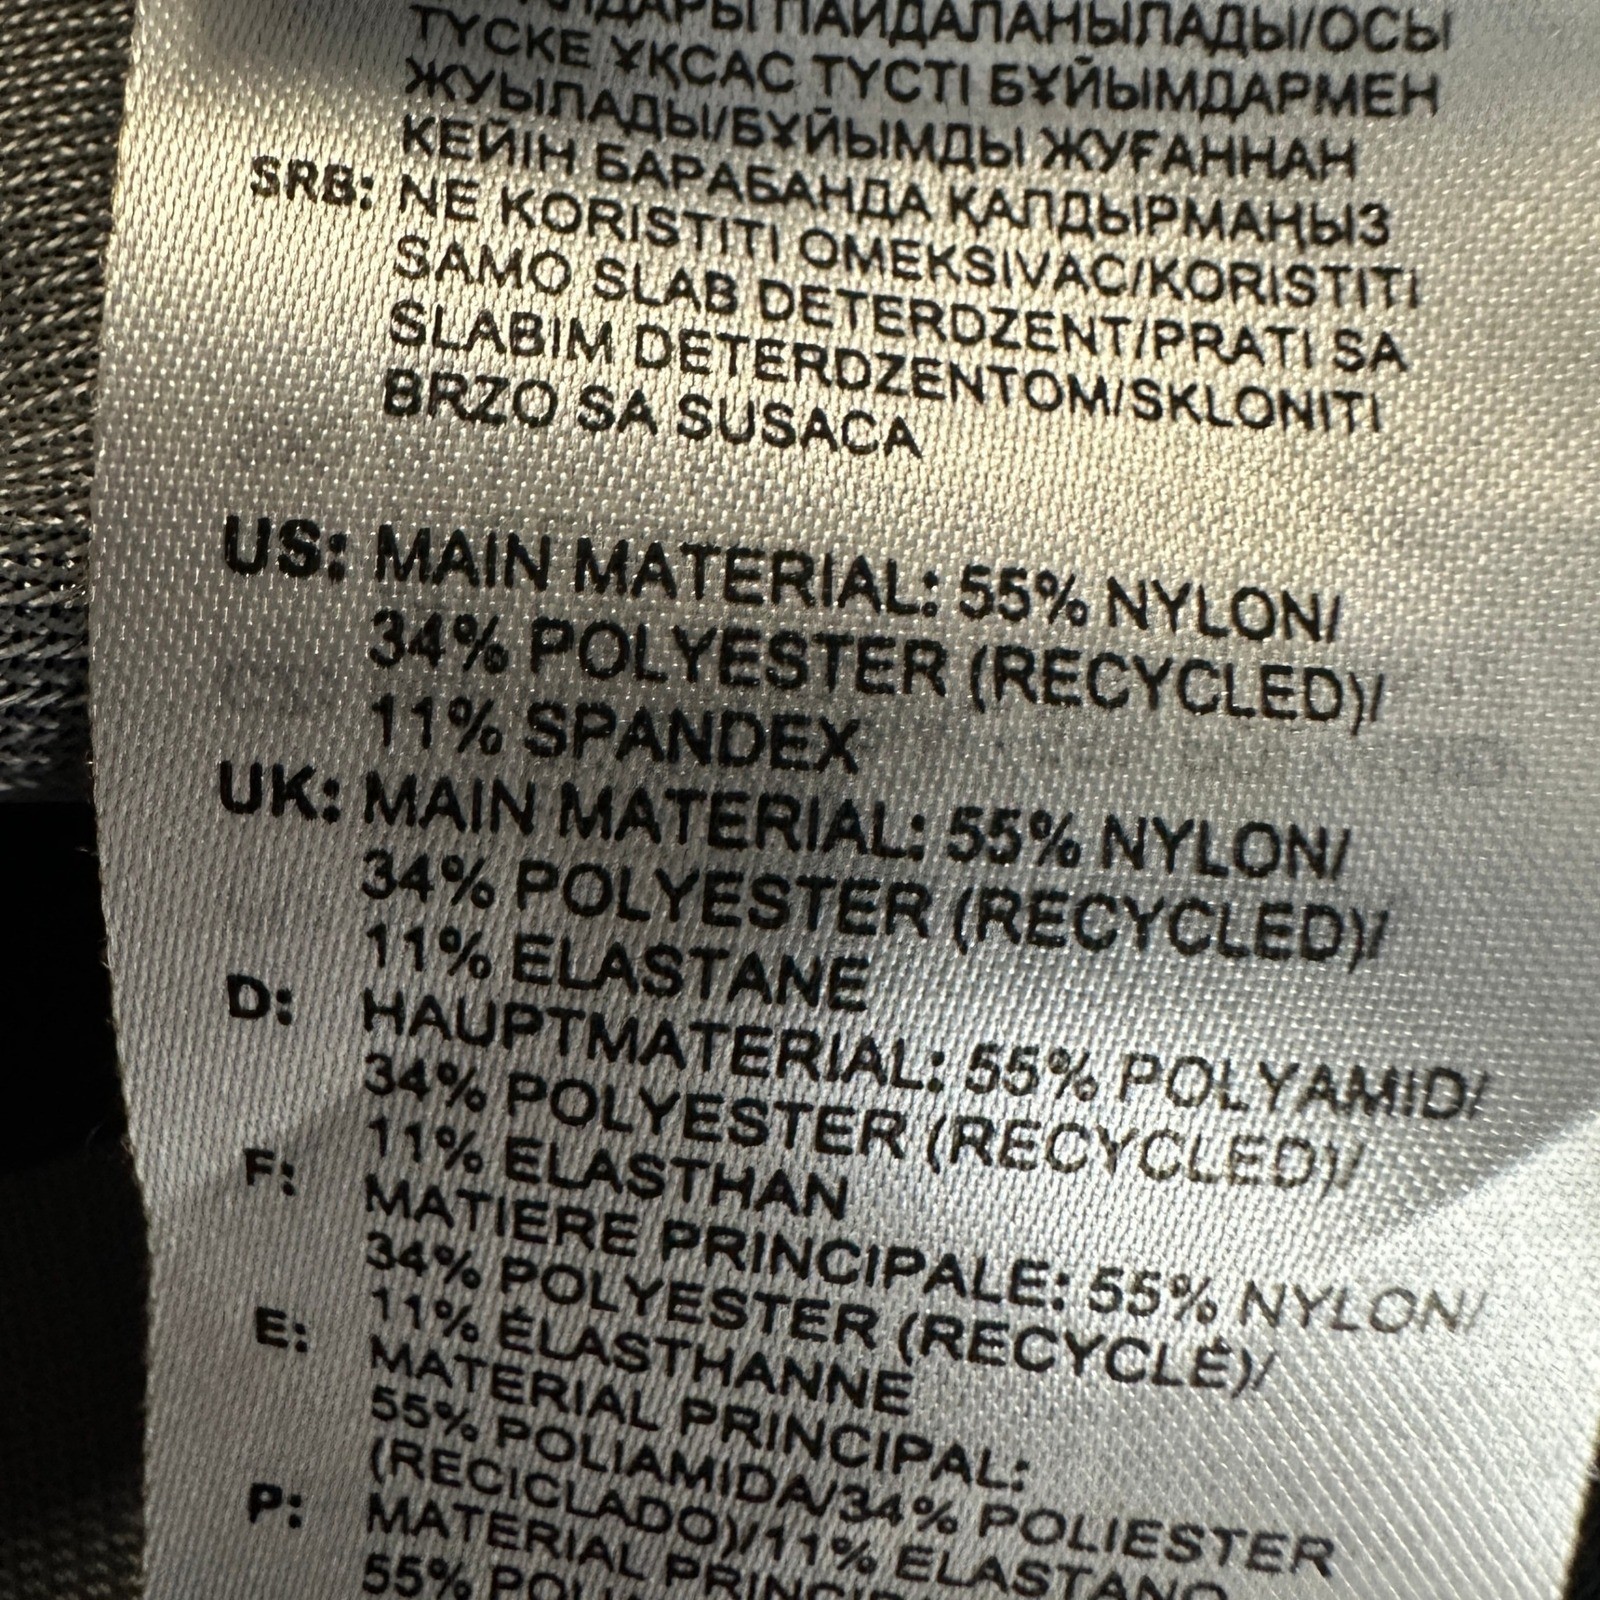 ПАЙДАЛАНЫЛАДЫ/ОСЫ
ТҮСКЕ ҰҚСАС ТҮСТІ БҰЙЫМДАРМЕН
ЖУЫЛАДЫ/БҰЙЫМДЫ ЖУҒАННАН
КЕЙІН БАРАБАНДА ҚАЛДЫРМАҢЫЗ
SRB: NE KORISTITI OMEKSIVAC/KORISTITI
SAMO SLAB DETERDZENT/PRATI SA
SLABIM DETERDZENTOM/SKLONITI
BRZO SA SUSACA
US: MAIN MATERIAL: 55% NYLON/
34% POLYESTER (RECYCLED)/
11% SPANDEX
UK: MAIN MATERIAL: 55% NYLON/
34% POLYESTER (RECYCLED)/
11% ELASTANE
D: HAUPTMATERIAL: 55% POLYAMID/
34% POLYESTER (RECYCLED)/
11% ELASTHAN
F: MATIERE PRINCIPALE: 55% NYLON/
34% POLYESTER (RECYCLÉ)/
11% ÉLASTHANNE
E: MATERIAL PRINCIPAL:
55% POLIAMIDA/34% POLIESTER
(RECICLADO)/11% ELASTANO
P: MATERIAL
55%